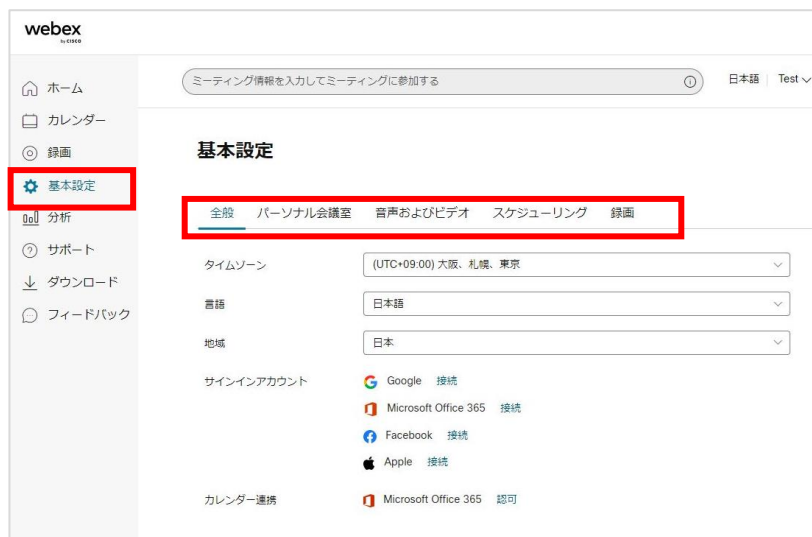 webex
by CISCO
ミーティング情報を入力してミーティングに参加する
日本語 Test
ホーム
カレンダー
録画
基本設定
分析
サポート
ダウンロード
フィードバック
基本設定
全般 パーソナル会議室 音声およびビデオ スケジューリング 録画
タイムゾーン (UTC+09:00) 大阪、札幌、東京
言語 日本語
地域 日本
サインインアカウント Google 接続
Microsoft Office 365 接続
Facebook 接続
Apple 接続
カレンダー連携 Microsoft Office 365 認可